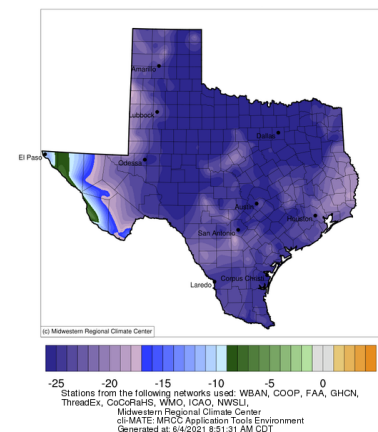 Amarillo
Lubbock
Dallas
El Paso
Odessa
Austin
Houston
San Antonio
Corpus Christi
Laredo
(c) Midwestern Regional Climate Center
-25 -20 -15 -10 -5 0
Stations from the following networks used: WBAN, COOP, FAA, GHCN,
ThreadEx, CoCoRaHS, WMO, ICAO, NWSLI,
Midwestern Regional Climate Center
cli-MATE: MRCC Application Tools Environment
Generated at: 6/4/2021 8:51:31 AM CDT